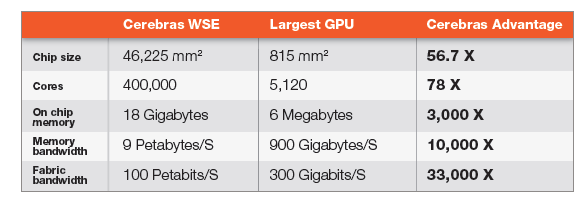 Cerebras WSE Largest GPU Cerebras Advantage
Chip size 46,225 mm² 815 mm² 56.7 X
Cores 400,000 5,120 78 X
On chip memory 18 Gigabytes 6 Megabytes 3,000 X
Memory bandwidth 9 Petabytes/S 900 Gigabytes/S 10,000 X
Fabric bandwidth 100 Petabits/S 300 Gigabits/S 33,000 X